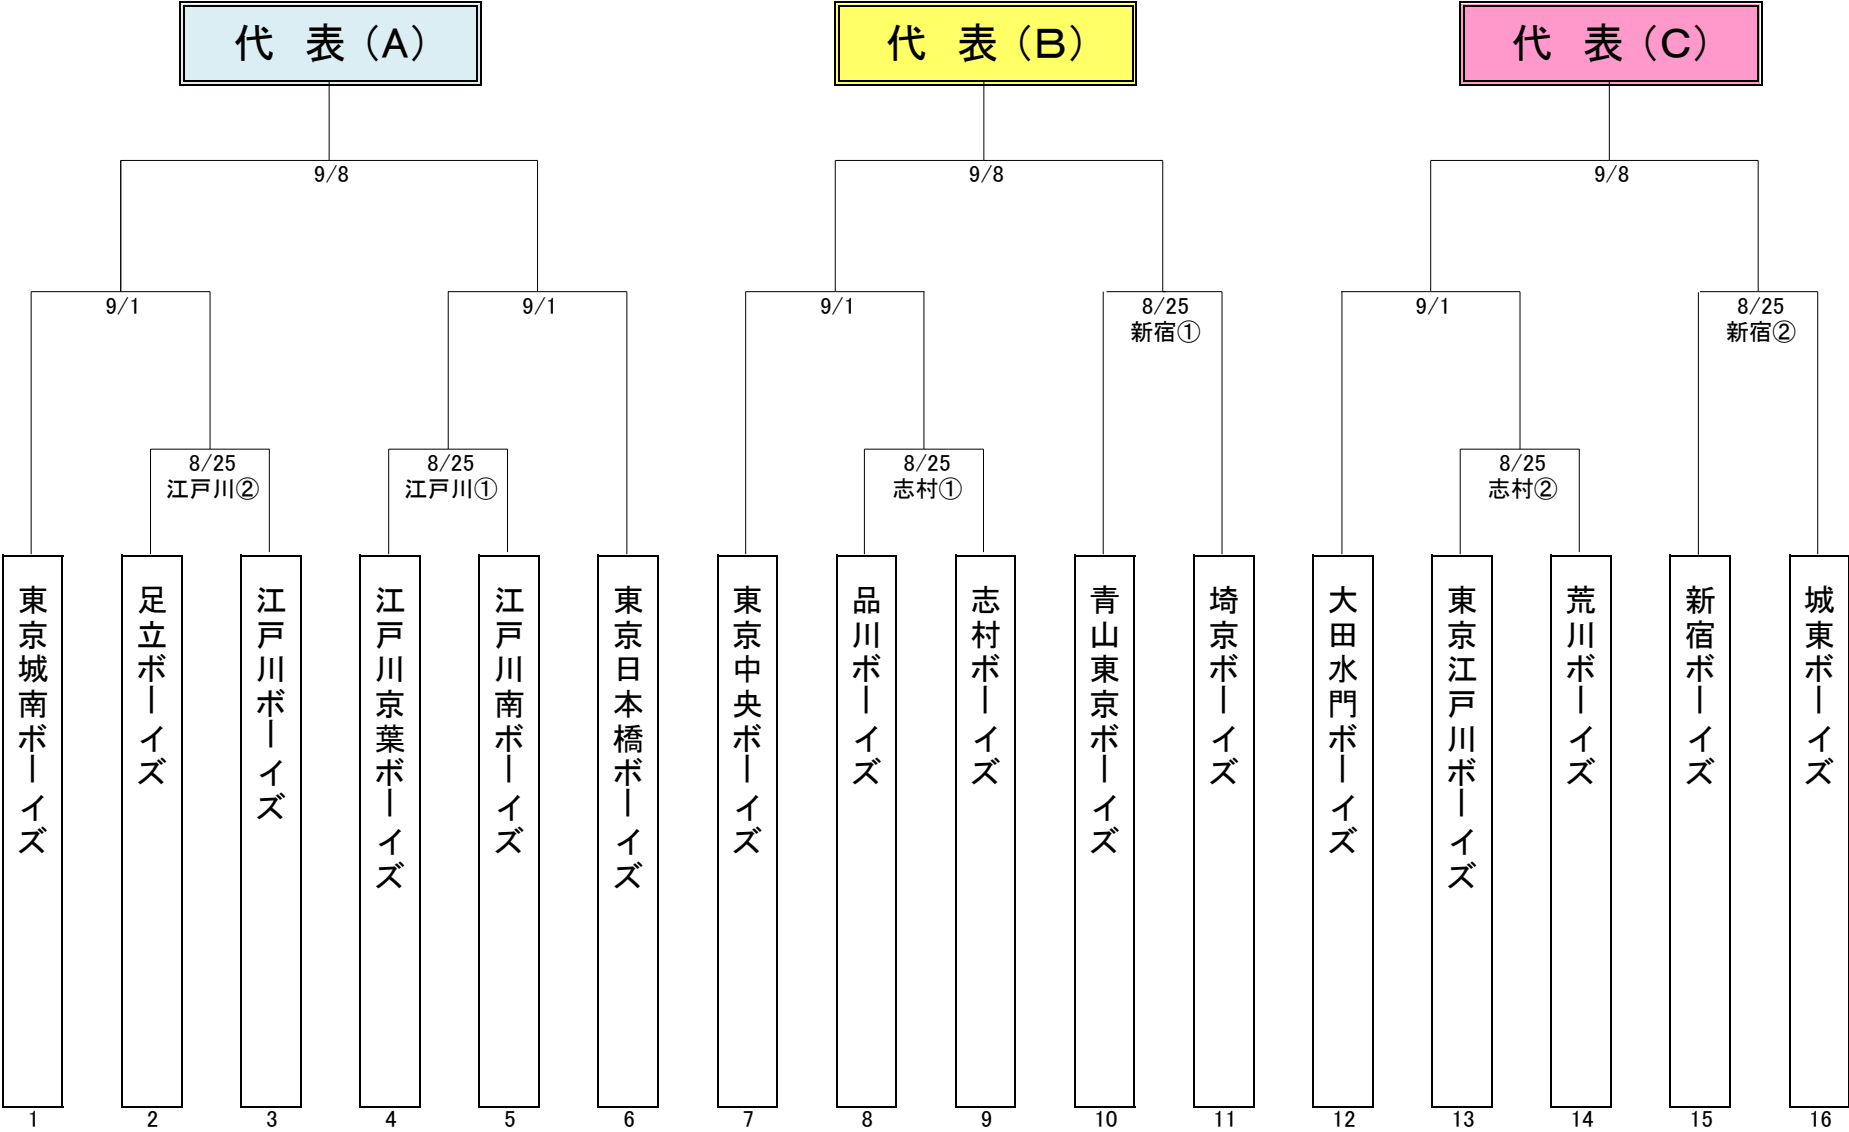 代　表（A）
代　表（B）
代　表（C）
9/8
9/8
9/8
9/1
9/1
9/1
8/25
新宿①
9/1
8/25
新宿②
8/25
江戸川②
8/25
江戸川①
8/25
志村①
8/25
志村②
東京城南ボーイズ
足立ボーイズ
江戸川ボーイズ
江戸川京葉ボーイズ
江戸川南ボーイズ
東京日本橋ボーイズ
東京中央ボーイズ
品川ボーイズ
志村ボーイズ
青山東京ボーイズ
埼京ボーイズ
大田水門ボーイズ
東京江戸川ボーイズ
荒川ボーイズ
新宿ボーイズ
城東ボーイズ
1
2
3
4
5
6
7
8
9
10
11
12
13
14
15
16